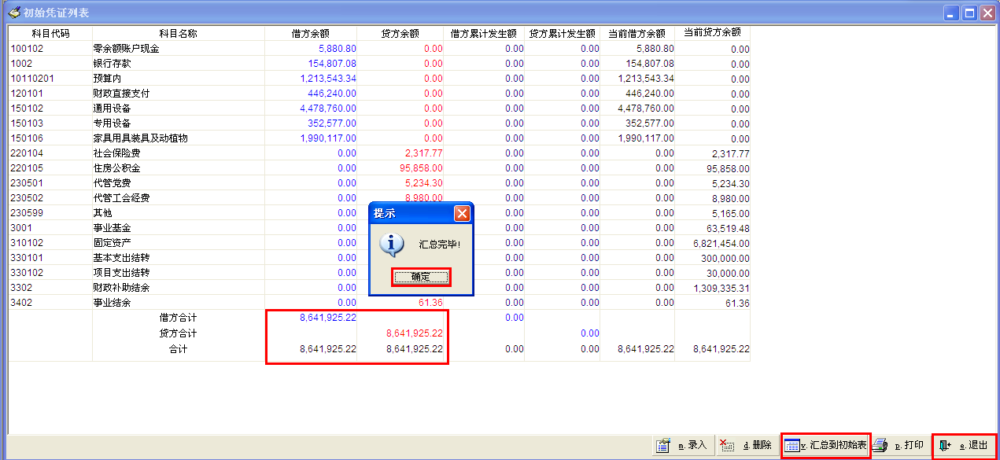 初始凭证列表
科目代码 科目名称 借方余额 贷方余额 借方累计发生额 贷方累计发生额 当前借方余额 当前贷方余额
100102 零余额账户现金 5,880.80 0.00 0.00 0.00 5,880.80 0.00
1002 银行存款 154,807.08 0.00 0.00 0.00 154,807.08 0.00
10110201 预算内 1,213,543.34 0.00 0.00 0.00 1,213,543.34 0.00
120101 财政直接支付 446,240.00 0.00 0.00 0.00 446,240.00 0.00
150102 通用设备 4,478,760.00 0.00 0.00 0.00 4,478,760.00 0.00
150103 专用设备 352,577.00 0.00 0.00 0.00 352,577.00 0.00
150106 家具用具装具及动植物 1,990,117.00 0.00 0.00 0.00 1,990,117.00 0.00
220104 社会保险费 0.00 2,317.77 0.00 0.00 0.00 2,317.77
220105 住房公积金 0.00 95,858.00 0.00 0.00 0.00 95,858.00
230501 代管党费 0.00 5,234.30 0.00 0.00 0.00 5,234.30
230502 代管工会经费 0.00 8,980.00 0.00 0.00 0.00 8,980.00
230599 其他 0.00 0.00 0.00 0.00 5,165.00
3001 事业基金 0.00 0.00 0.00 0.00 63,519.48
310102 固定资产 0.00 0.00 0.00 0.00 6,821,454.00
330101 基本支出结转 0.00 0.00 0.00 0.00 300,000.00
330102 项目支出结转 0.00 0.00 0.00 0.00 30,000.00
3302 财政补助结余 0.00 0.00 0.00 0.00 1,309,335.31
3402 事业结余 0.00 61.36 0.00 0.00 0.00 61.36
借方合计 8,641,925.22 0.00
贷方合计 8,641,925.22 0.00
合计 8,641,925.22 8,641,925.22 0.00 0.00 8,641,925.22 8,641,925.22
提示
汇总完毕!
确定
m.录入 d.删除 v.汇总到初始表 p.打印 e.退出